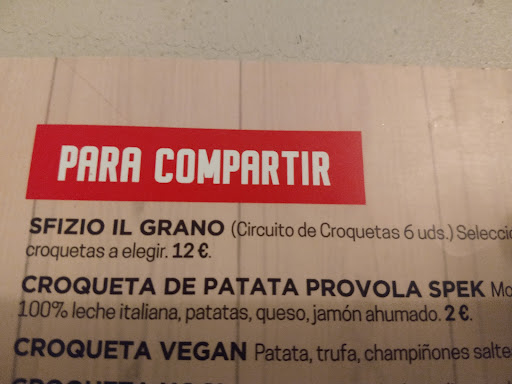 PARA COMPARTIR
SFIZIO IL GRANO (Circuito de Croquetas 6 uds.)
croquetas a elegir. 12 €.
CROQUETA DE PATATA PROVOLA SPEK
100% leche italiana, patatas, queso, jamón ahumado. 2 €.
CROQUETA VEGAN Patata, trufa, champiñones